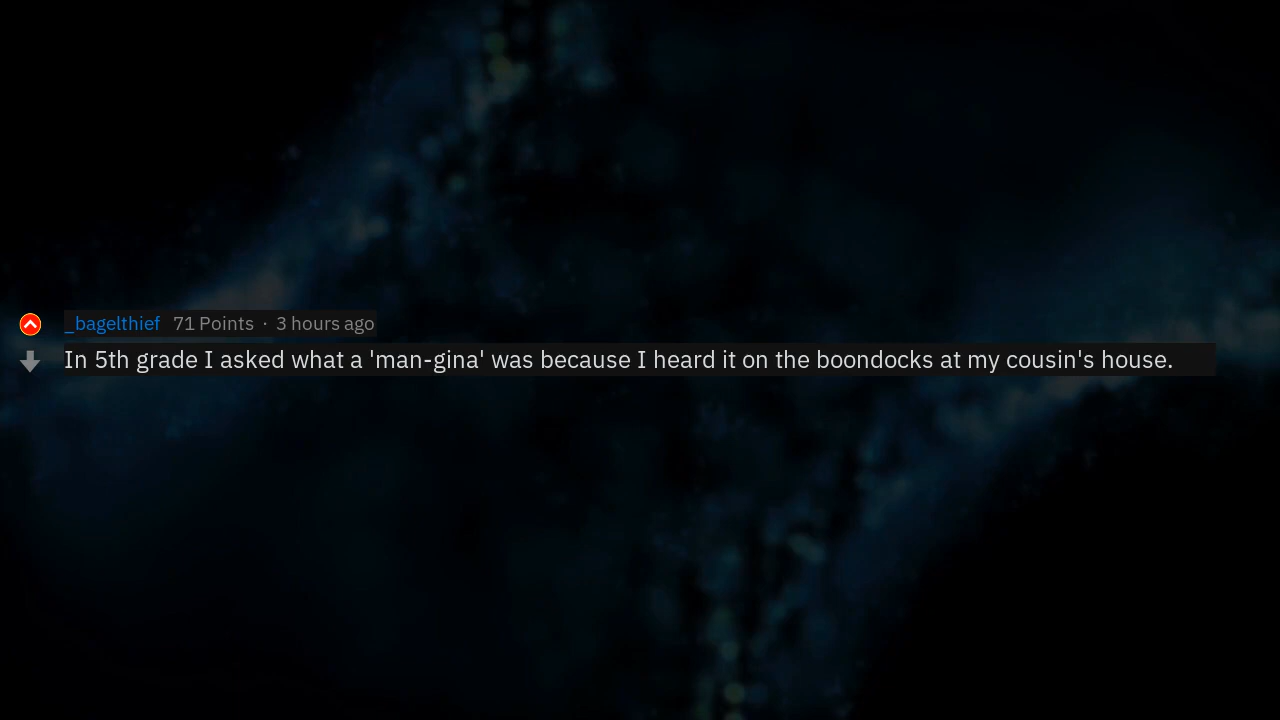 _bagelthief 71 Points · 3 hours ago
In 5th grade I asked what a 'man-gina' was because I heard it on the boondocks at my cousin's house.